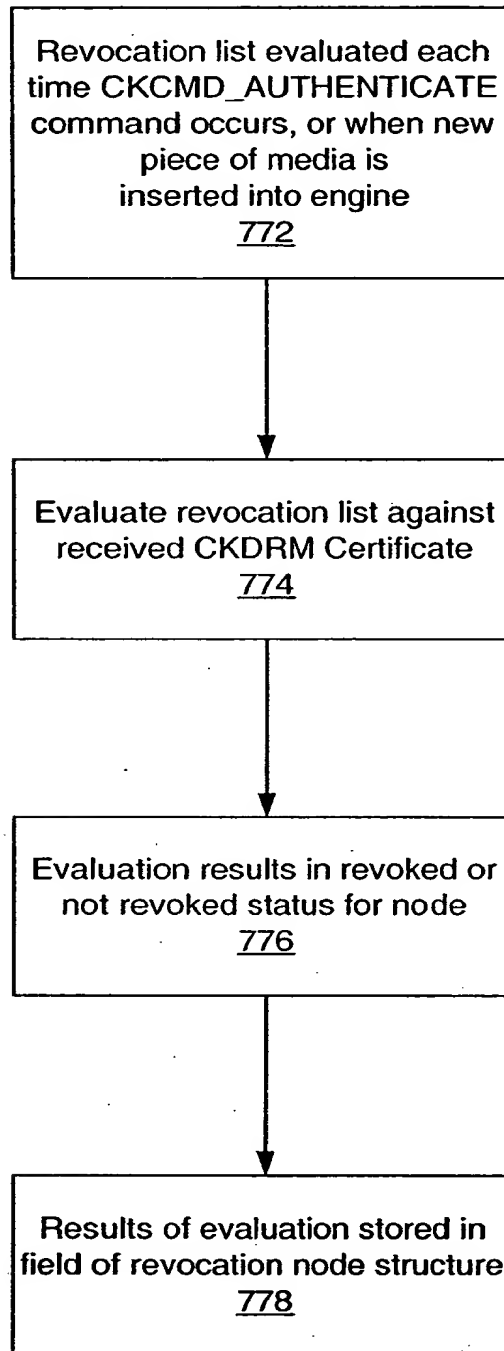 Revocation list evaluated each
time CKCMD_AUTHENTICATE
command occurs, or when new
piece of media is
inserted into engine
772
Evaluate revocation list against
received CKDRM Certificate
774
Evaluation results in revoked or
not revoked status for node
776
Results of evaluation stored in
field of revocation node structure
778